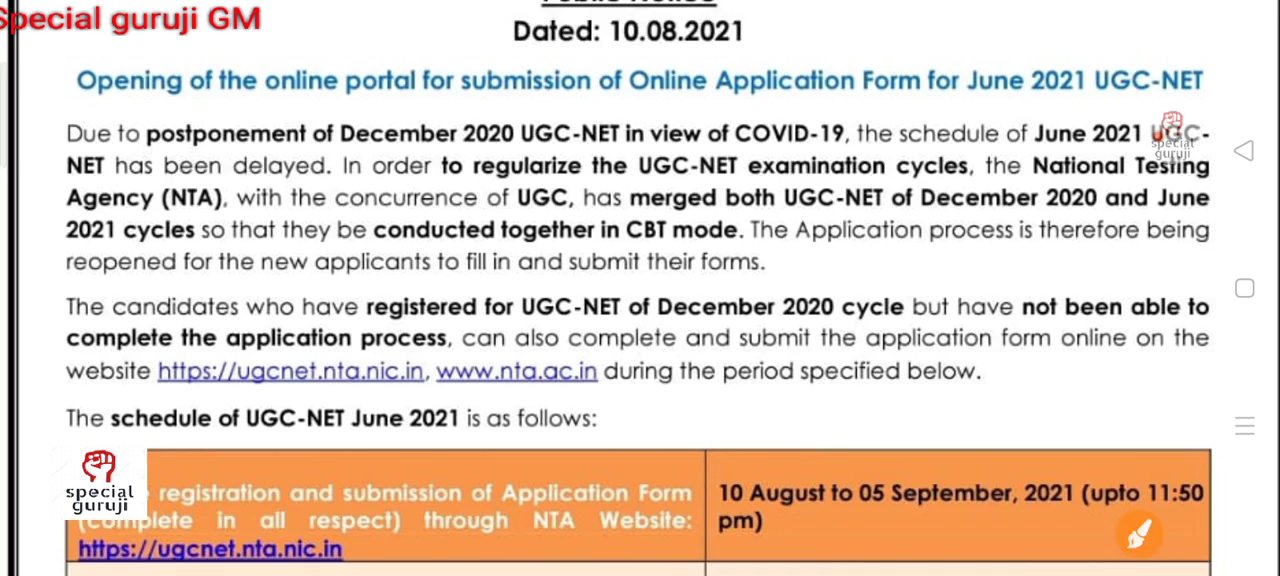 Special guruji GM
Public Notice
Dated: 10.08.2021
Opening of the online portal for submission of Online Application Form for June 2021 UGC-NET
Due to postponement of December 2020 UGC-NET in view of COVID-19, the schedule of June 2021 UGC-
NET has been delayed. In order to regularize the UGC-NET examination cycles, the National Testing
Agency (NTA), with the concurrence of UGC, has merged both UGC-NET of December 2020 and June
2021 cycles so that they be conducted together in CBT mode. The Application process is therefore being
reopened for the new applicants to fill in and submit their forms.
special
guruji
The candidates who have registered for UGC-NET of December 2020 cycle but have not been able to
complete the application process, can also complete and submit the application form online on the
website https://ugcnet.nta.nic.in, www.nta.ac.in during the period specified below.
The schedule of UGC-NET June 2021 is as follows:
special
guruji
registration and submission of Application Form
(complete in all respect) through NTA Website:
https://ugcnet.nta.nic.in
10 August to 05 September, 2021 (upto 11:50
pm)